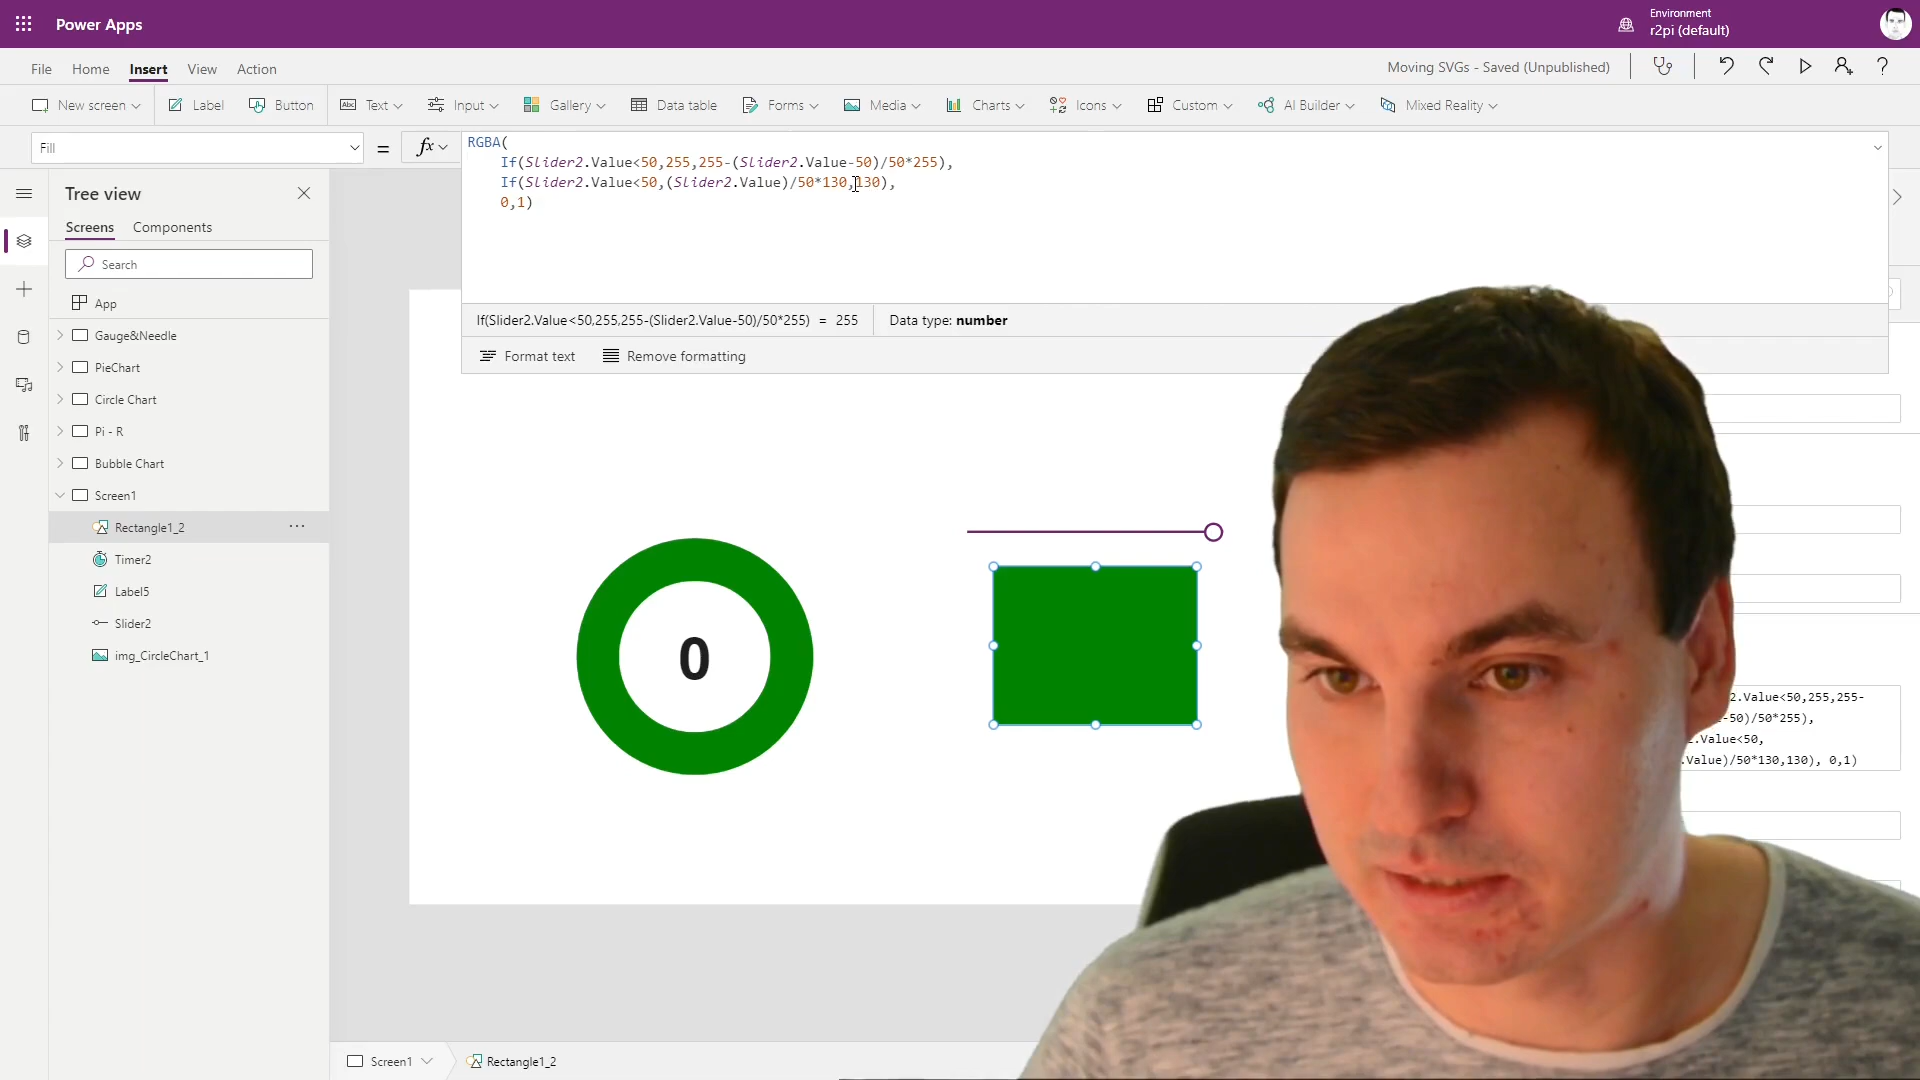 Power Apps
Environment
r2pi (default)
File Home Insert View Action
Moving SVGs - Saved (Unpublished)
New screen Label Button Text Input Gallery Data table Forms Media Charts Icons Custom AI Builder Mixed Reality
Fill = fx
RGBA(
If(Slider2.Value<50,255,255-(Slider2.Value-50)/50*255),
If(Slider2.Value<50,(Slider2.Value)/50*130,130),
0,1)
If(Slider2.Value<50,255,255-(Slider2.Value-50)/50*255) = 255 Data type: number
Format text Remove formatting
Tree view
Screens Components
Search
App
Gauge&Needle
PieChart
Circle Chart
Pi - R
Bubble Chart
Screen1
Rectangle1_2
Timer2
Label5
Slider2
img_CircleChart_1
0
2.Value<50,255,255-
-50)/50*255),
.Value<50,
.Value)/50*130,130), 0,1)
Screen1 Rectangle1_2